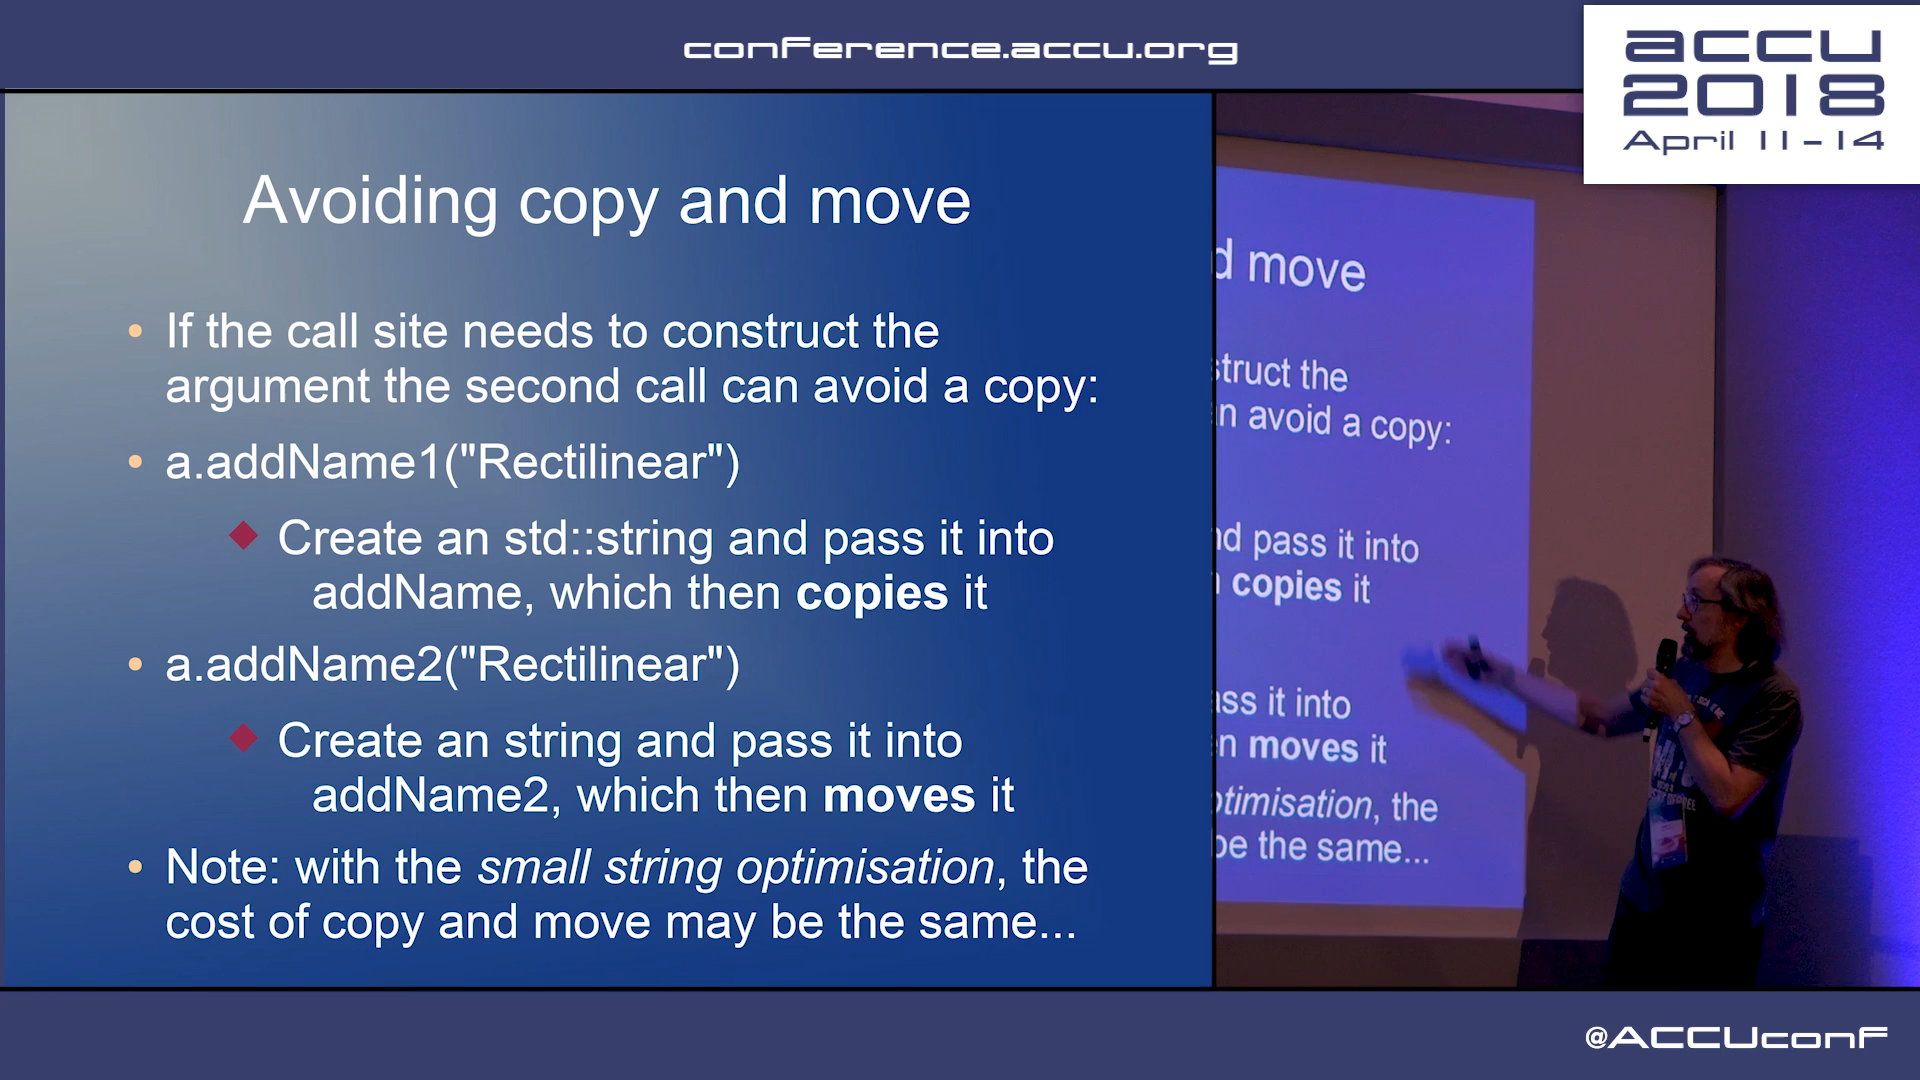 conference.accu.org
accu
2018
April 11-14
Avoiding copy and move
• If the call site needs to construct the
argument the second call can avoid a copy:
• a.addName1("Rectilinear")
◆ Create an std::string and pass it into
addName, which then copies it
• a.addName2("Rectilinear")
◆ Create an string and pass it into
addName2, which then moves it
• Note: with the small string optimisation, the
cost of copy and move may be the same...
d move
struct the
n avoid a copy:
nd pass it into
copies it
ass it into
n moves it
timisation, the
be the same...
@ACCUconf